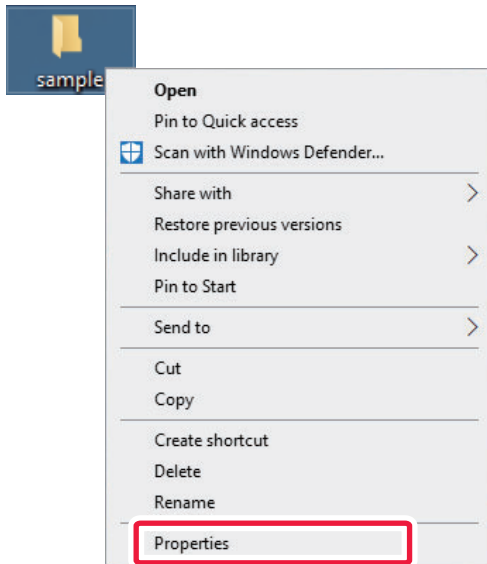 sample
Open
Pin to Quick access
Scan with Windows Defender...
Share with
Restore previous versions
Include in library
Pin to Start
Send to
Cut
Copy
Create shortcut
Delete
Rename
Properties